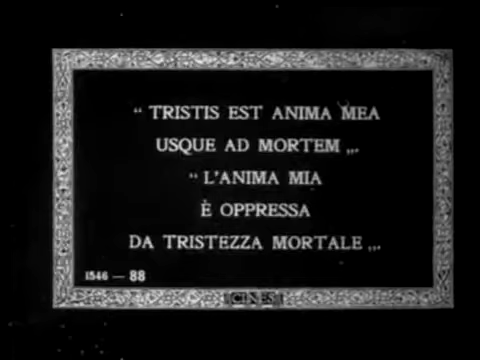 “ TRISTIS EST ANIMA MEA
USQUE AD MORTEM „.
“ L'ANIMA MIA
È OPPRESSA
DA TRISTEZZA MORTALE „.
1546 — 88
CINES